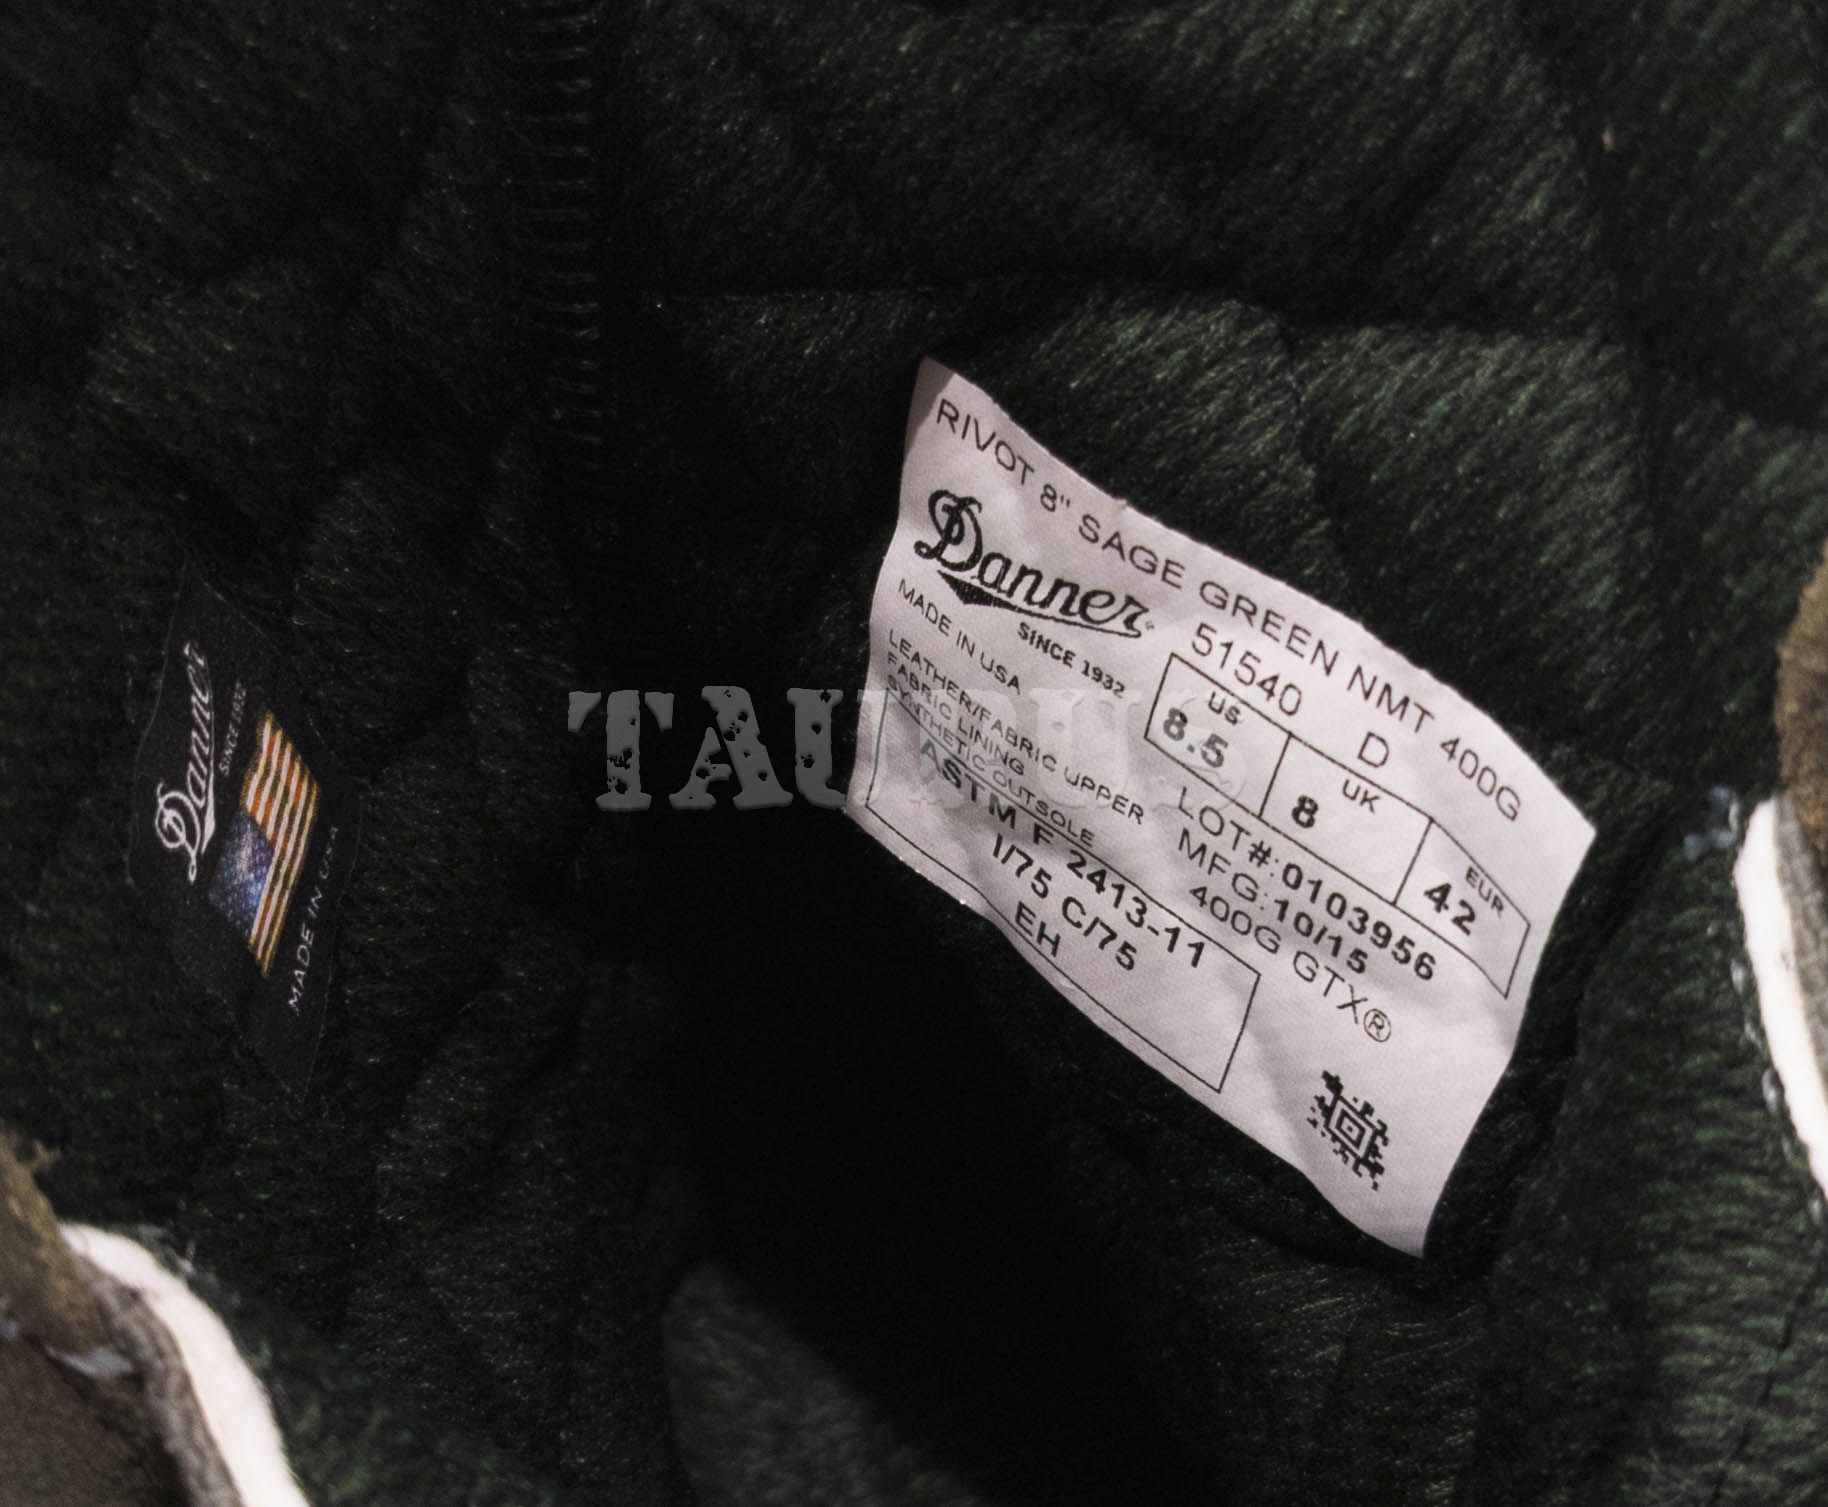 RIVOT 8" SAGE GREEN NMT 400G
Danner
SINCE 1932
51540 D
MADE IN USA
LEATHER/FABRIC UPPER
FABRIC LINING
SYNTHETIC OUTSOLE
US UK EUR
8.5 8 42
LOT#:0103956
MFG:10/15
400G GTX®
ASTM F 2413-11
I/75 C/75
EH
Danner
SINCE 1932
MADE IN USA
TAURUS